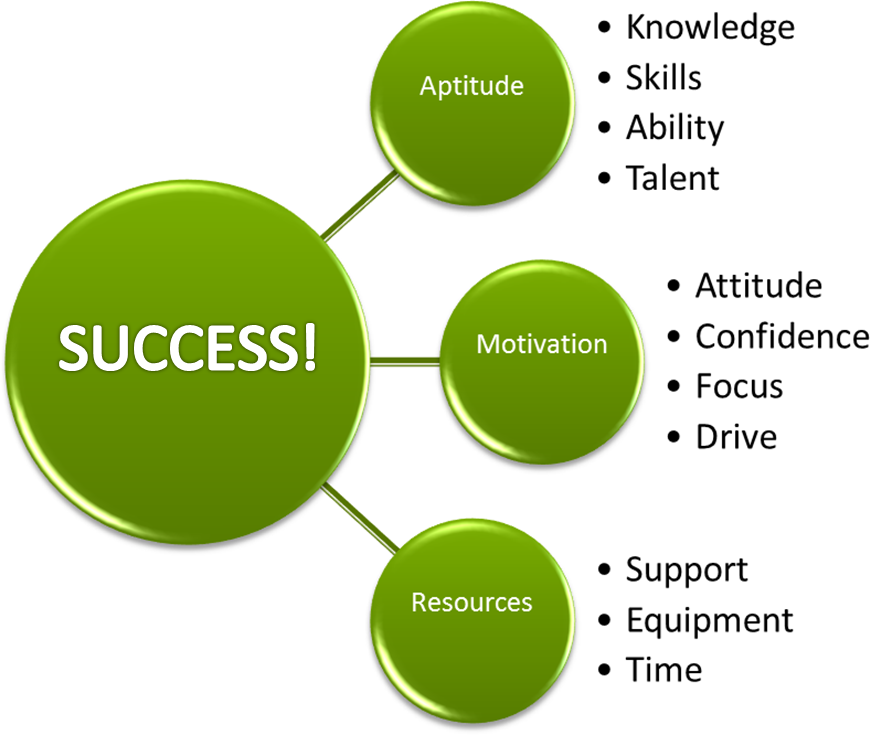 SUCCESS!
Aptitude
• Knowledge
• Skills
• Ability
• Talent
Motivation
• Attitude
• Confidence
• Focus
• Drive
Resources
• Support
• Equipment
• Time